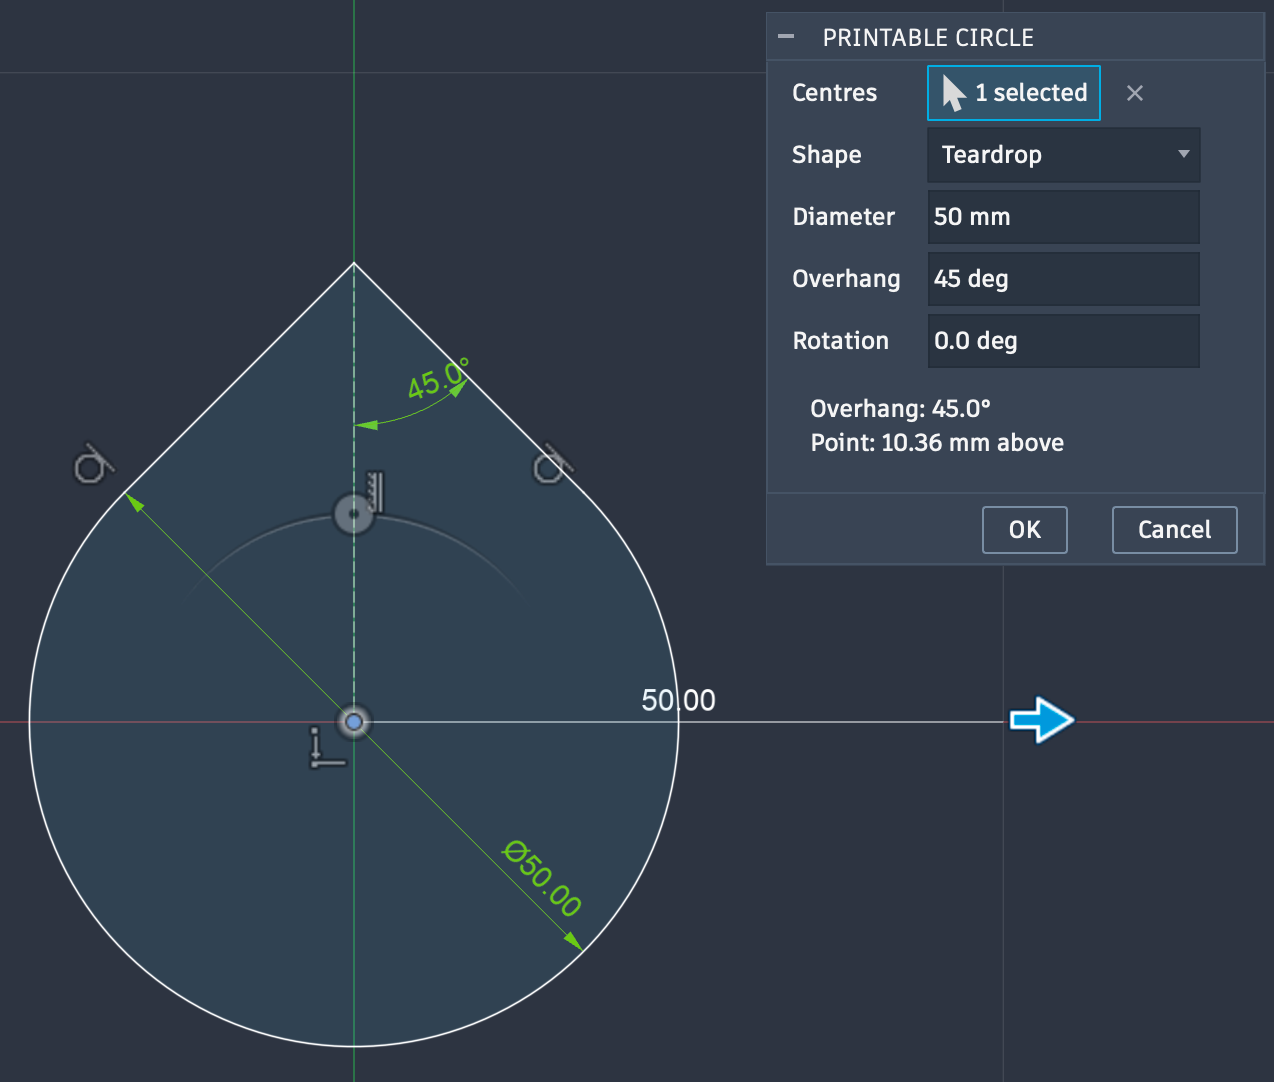 PRINTABLE CIRCLE
Centres 1 selected
Shape Teardrop
Diameter 50 mm
Overhang 45 deg
Rotation 0.0 deg
Overhang: 45.0°
Point: 10.36 mm above
OK Cancel
45.0°
50.00
Ø50.00